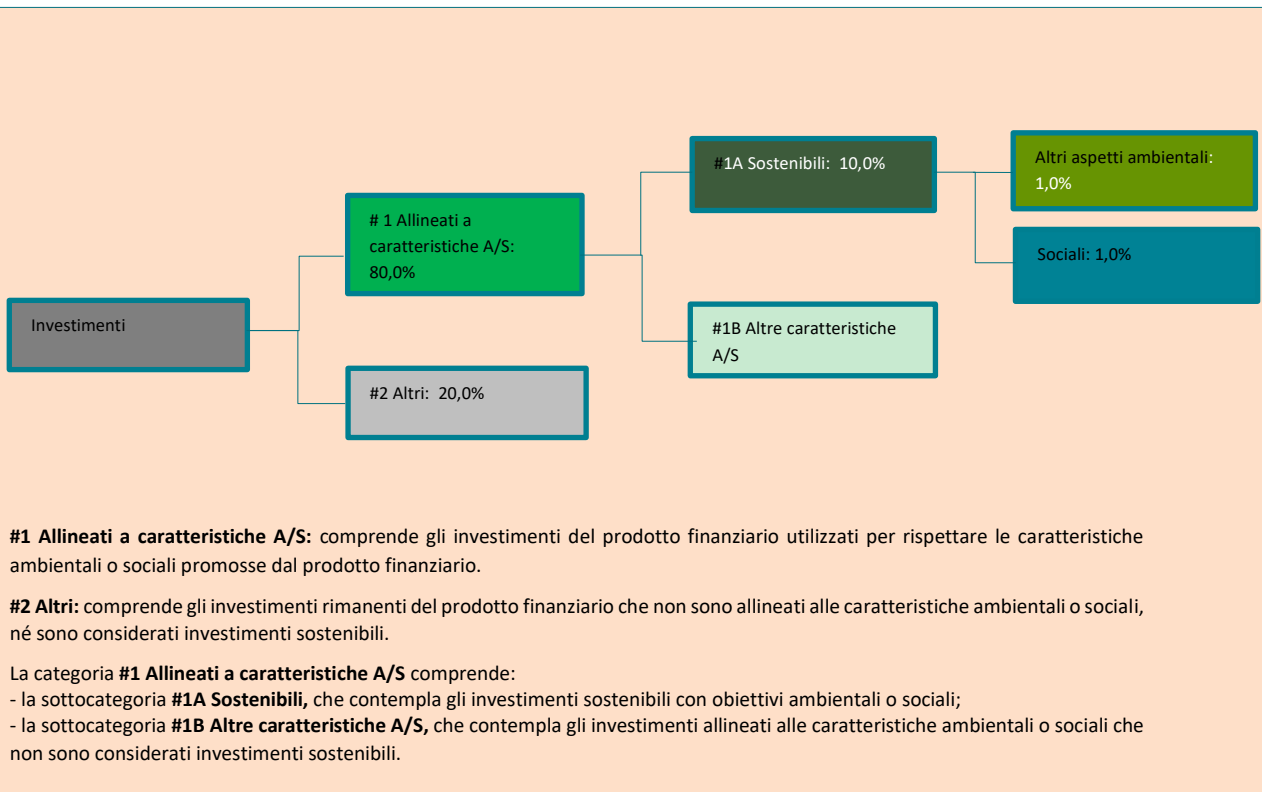 Investimenti
# 1 Allineati a
caratteristiche A/S:
80,0%
#2 Altri: 20,0%
#1A Sostenibili: 10,0%
#1B Altre caratteristiche
A/S
Altri aspetti ambientali:
1,0%
Sociali: 1,0%
#1 Allineati a caratteristiche A/S: comprende gli investimenti del prodotto finanziario utilizzati per rispettare le caratteristiche
ambientali o sociali promosse dal prodotto finanziario.
#2 Altri: comprende gli investimenti rimanenti del prodotto finanziario che non sono allineati alle caratteristiche ambientali o sociali,
né sono considerati investimenti sostenibili.
La categoria #1 Allineati a caratteristiche A/S comprende:
- la sottocategoria #1A Sostenibili, che contempla gli investimenti sostenibili con obiettivi ambientali o sociali;
- la sottocategoria #1B Altre caratteristiche A/S, che contempla gli investimenti allineati alle caratteristiche ambientali o sociali che
non sono considerati investimenti sostenibili.